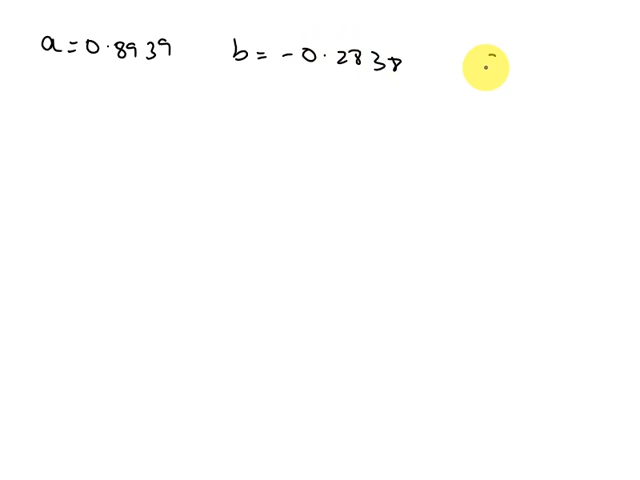 a = 0.8939 b = -0.2838